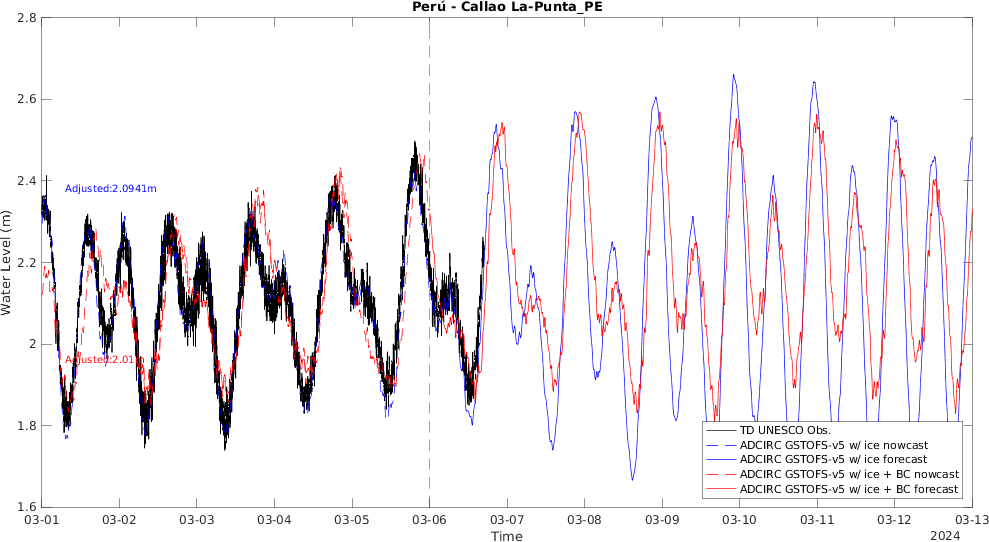 Perú - Callao La-Punta_PE
2.8
2.6
2.4
2.2
2
1.8
1.6
Water Level (m)
Adjusted:2.0941m
Adjusted:2.01
TD UNESCO Obs.
ADCIRC GSTOFS-v5 w/ ice nowcast
ADCIRC GSTOFS-v5 w/ ice forecast
ADCIRC GSTOFS-v5 w/ ice + BC nowcast
ADCIRC GSTOFS-v5 w/ ice + BC forecast
03-01 03-02 03-03 03-04 03-05 03-06 03-07 03-08 03-09 03-10 03-11 03-12 03-13
Time
2024